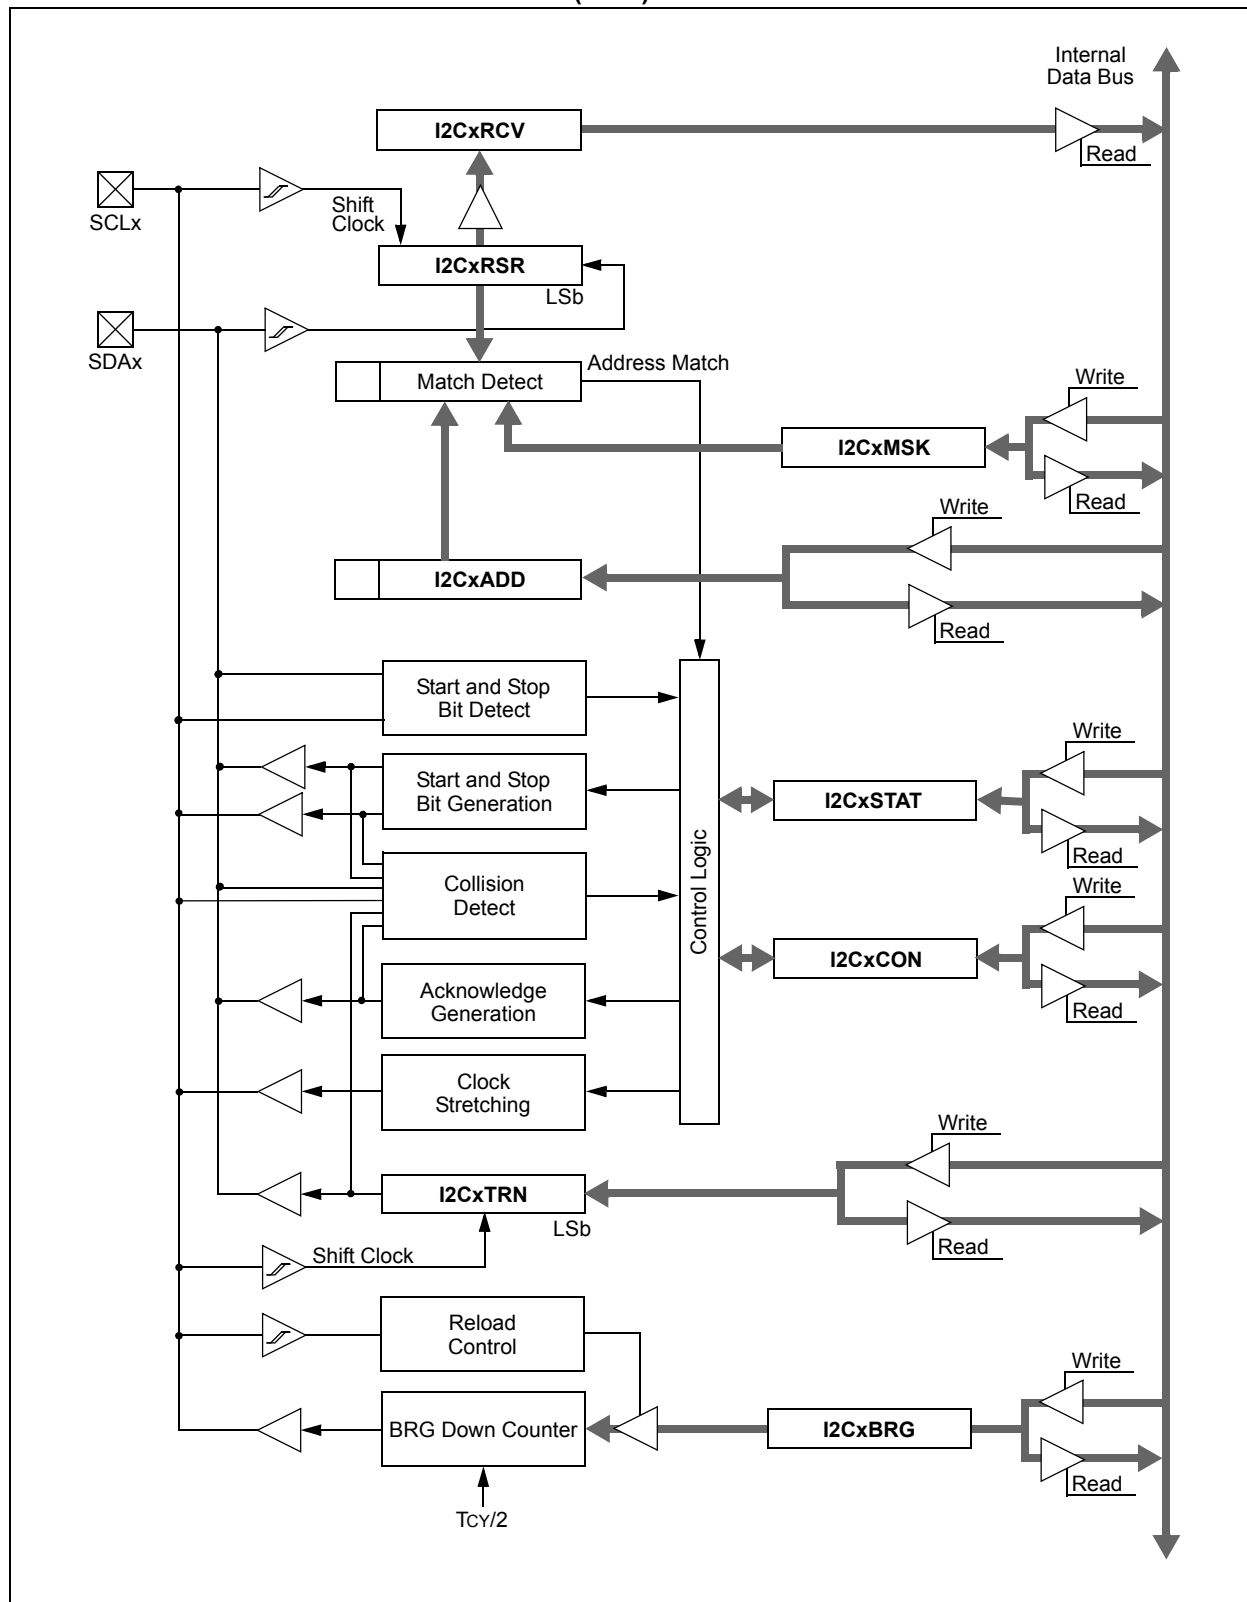 Internal
Data Bus
I2CxRCV
Read
SCLx
Shift
Clock
I2CxRSR
LSb
SDAx
Address Match
Match Detect
Write
I2CxMSK
Read
Write
I2CxADD
Read
Start and Stop
Bit Detect
Write
Start and Stop
Bit Generation
I2CxSTAT
Control Logic
Read
Collision
Detect
Write
I2CxCON
Acknowledge
Generation
Read
Clock
Stretching
Write
I2CxTRN
LSb
Read
Shift Clock
Reload
Control
Write
BRG Down Counter
I2CxBRG
Read
TCY/2